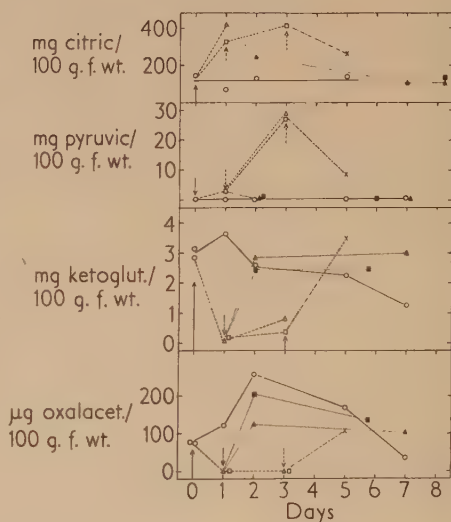 mg citric/
100 g. f. wt.
400
200
0
mg pyruvic/
100 g. f. wt.
30
20
10
mg ketoglut./
100 g. f. wt.
4
3
2
1
0
µg oxalacet./
100 g. f. wt.
200
100
0
0 1 2 3 4 5 6 7 8
Days